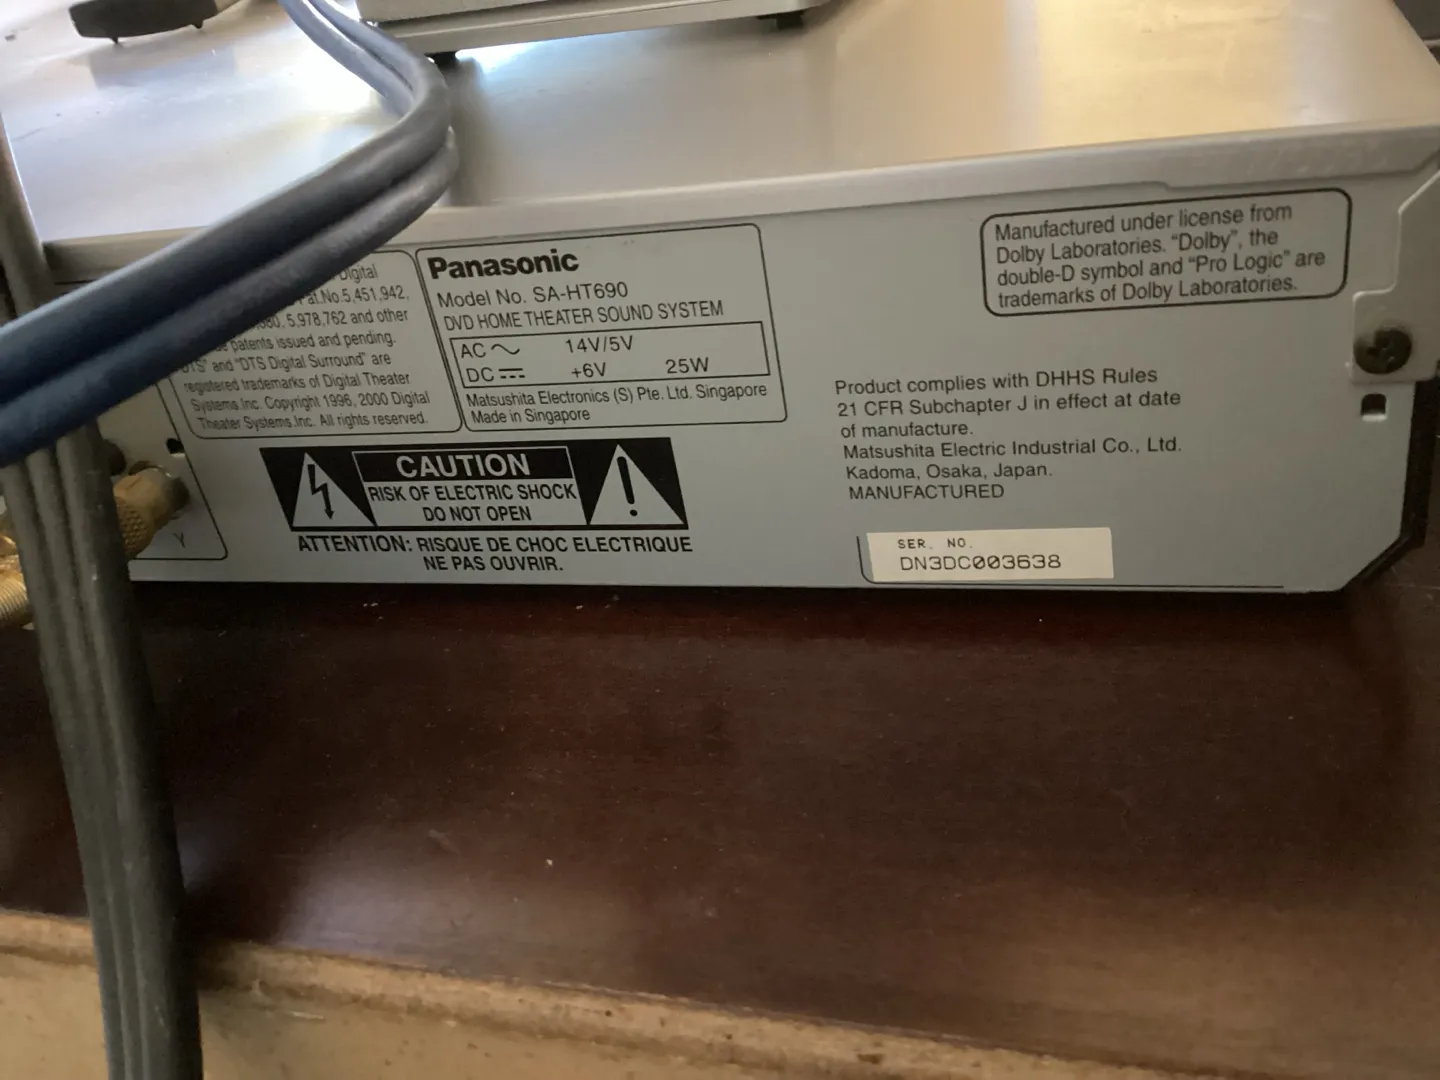 Digital
Pat.No.5,451,942,
5,978,762 and other
patents issued and pending.
and "DTS Digital Surround" are
registered trademarks of Digital Theater
Systems.Inc. Copyright 1996, 2000 Digital
Theater Systems.Inc. All rights reserved.
Panasonic
Model No. SA-HT690
DVD HOME THEATER SOUND SYSTEM
AC 14V/5V
DC +6V 25W
Matsushita Electronics (S) Pte. Ltd. Singapore
Made in Singapore
Manufactured under license from
Dolby Laboratories. "Dolby", the
double-D symbol and "Pro Logic" are
trademarks of Dolby Laboratories.
Product complies with DHHS Rules
21 CFR Subchapter J in effect at date
of manufacture.
Matsushita Electric Industrial Co., Ltd.
Kadoma, Osaka, Japan.
MANUFACTURED
CAUTION
RISK OF ELECTRIC SHOCK
DO NOT OPEN
ATTENTION: RISQUE DE CHOC ELECTRIQUE
NE PAS OUVRIR.
Y
SER. NO.
DN3DC003638